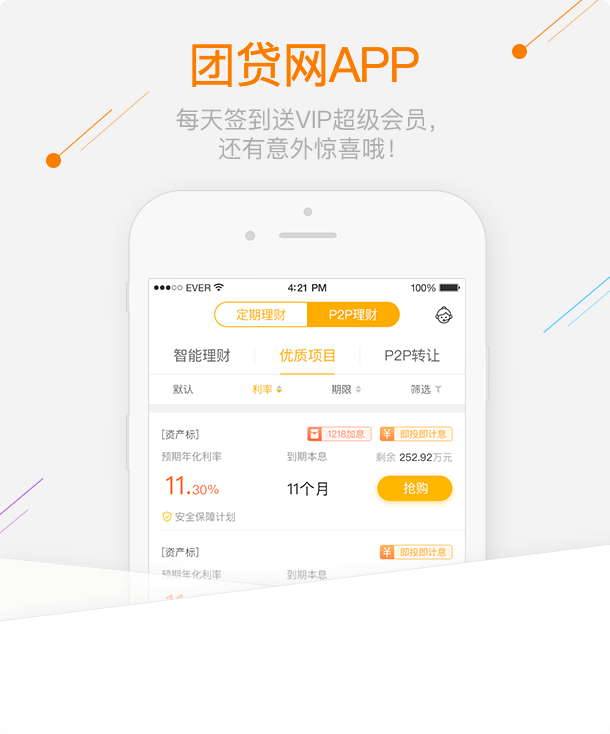 团贷网APP
每天签到送VIP超级会员，
还有意外惊喜哦！
EVER 4:21 PM 100%
定期理财 P2P理财
智能理财 优质项目 P2P转让
默认 利率 期限 筛选
[资产标] 1218加息 ¥ 即投即计息
预期年化利率 到期本息 剩余 252.92万元
11.30% 11个月 抢购
安全保障计划
[资产标] ¥ 即投即计息
预期年化利率 到期本息